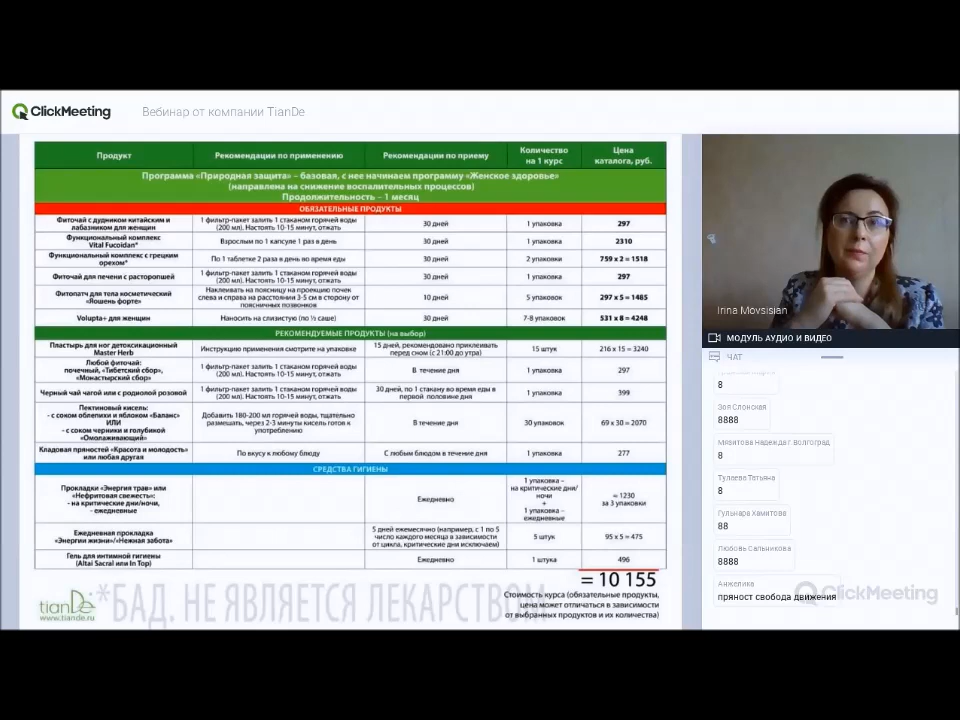 ClickMeeting
Вебинар от компании TianDe
Продукт
Рекомендации по применению
Рекомендации по приему
Количество
на 1 курс
Цена
каталога, руб.
Программа «Природная защита» – базовая, с нее начинаем программу «Женское здоровье»
(направлена на снижение воспалительных процессов)
Продолжительность – 1 месяц
ОБЯЗАТЕЛЬНЫЕ ПРОДУКТЫ
Фиточай с дудником китайским и
лабазником для женщин
1 фильтр-пакет залить 1 стаканом горячей воды
(200 мл). Настоять 10-15 минут, отжать
30 дней
1 упаковка
297
Функциональный комплекс
Vital Fucoidan*
Взрослым по 1 капсуле 1 раз в день
30 дней
1 упаковка
2310
Функциональный комплекс с грецким
орехом*
По 1 таблетке 2 раза в день во время еды
30 дней
2 упаковки
759 x 2 = 1518
Фиточай для печени с расторопшей
1 фильтр-пакет залить 1 стаканом горячей воды
(200 мл). Настоять 10-15 минут, отжать
30 дней
1 упаковка
297
Фитопатч для тела косметический
«Яошень форте»
Наклеивать на поясницу на проекцию почек
слева и справа на расстоянии 3-5 см в сторону от
поясничных позвонков
10 дней
5 упаковок
297 x 5 = 1485
Volupta+ для женщин
Наносить на слизистую (по ½ саше)
30 дней
7-8 упаковок
531 x 8 = 4248
РЕКОМЕНДУЕМЫЕ ПРОДУКТЫ (на выбор)
Пластырь для ног детоксикационный
Master Herb
Инструкцию применения смотрите на упаковке
15 дней, рекомендовано приклеивать
перед сном (с 21:00 до утра)
15 штук
216 x 15 = 3240
Любой фиточай:
почечный, «Тибетский сбор»,
«Монастырский сбор»
1 фильтр-пакет залить 1 стаканом горячей воды
(200 мл). Настоять 10-15 минут, отжать
В течение дня
1 упаковка
297
Черный чай чагой или с родиолой розовой
1 фильтр-пакет залить 1 стаканом горячей воды
(200 мл). Настоять 10-15 минут, отжать
30 дней, по 1 стакану во время еды в
первой половине дня
1 упаковка
399
Пектиновый кисель:
- с соком облепихи и яблоком «Баланс»
ИЛИ
- с соком черники и голубикой
«Омолаживающий»
Добавить 180-200 мл горячей воды, тщательно
размешать, через 2-3 минуты кисель готов к
употреблению
В течение дня
30 упаковок
69 x 30 = 2070
Кладовая пряностей «Красота и молодость»
или любая другая
По вкусу к любому блюду
С любым блюдом в течение дня
1 упаковка
277
СРЕДСТВА ГИГИЕНЫ
Прокладки «Энергия трав» или
«Нефритовая свежесть»:
- на критические дни/ночи,
- ежедневные
Ежедневно
1 упаковка –
на критические дни/
ночи
+
1 упаковка –
ежедневные
≈ 1230
за 3 упаковки
Ежедневная прокладка
«Энергия жизни»/«Нежная забота»
5 дней ежемесячно (например, с 1 по 5
число каждого месяца в зависимости
от цикла, критические дни исключаем)
5 штук
95 x 5 = 475
Гель для интимной гигиены
(Altai Sacral или In Top)
Ежедневно
1 штука
496
= 10 155
Стоимость курса (обязательные продукты,
цена может отличаться в зависимости
от выбранных продуктов и их количества)
*БАД. НЕ ЯВЛЯЕТСЯ ЛЕКАРСТВОМ
tianDe
www.tiande.ru
Irina Movsisian
МОДУЛЬ АУДИО И ВИДЕО
ЧАТ
8
Зоя Слонская
8888
Мязитова Надежда г Волгоград
8
Тулаева Татьяна
8
Гульнара Хамитова
88
Любовь Сальникова
8888
Анжелика
пряност свобода движения
ClickMeeting